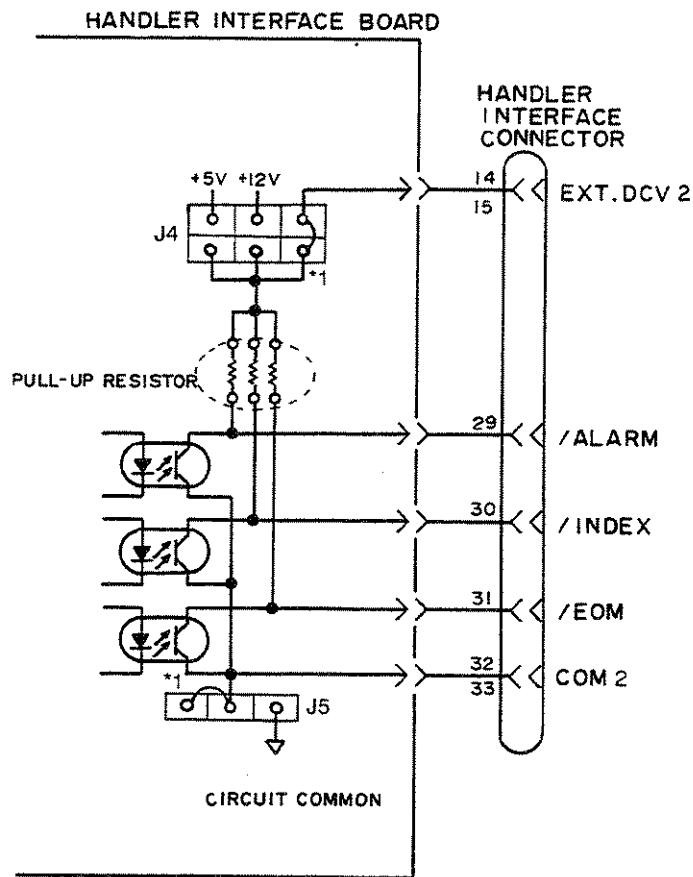 HANDLER INTERFACE BOARD
HANDLER
INTERFACE
CONNECTOR
+5V +12V
14
15
EXT.DCV 2
J4
*1
PULL-UP RESISTOR
29
/ALARM
30
/INDEX
31
/EOM
32
33
COM 2
*1
J5
CIRCUIT COMMON